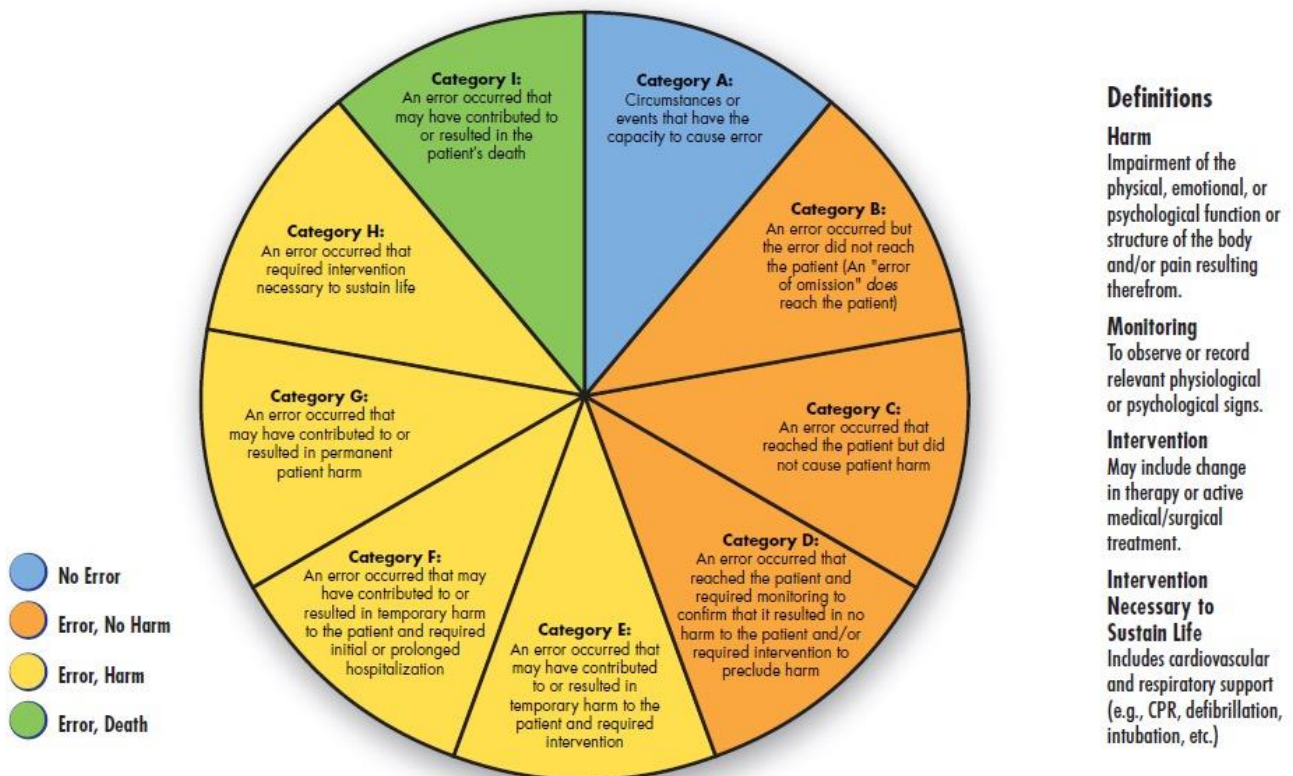 Category I:
An error occurred that
may have contributed to
or resulted in the
patient's death
Category A:
Circumstances or
events that have the
capacity to cause error
Category B:
An error occurred but
the error did not reach
the patient (An "error
of omission" does
reach the patient)
Category H:
An error occurred that
required intervention
necessary to sustain life
Category C:
An error occurred that
reached the patient but did
not cause patient harm
Category G:
An error occurred that
may have contributed to or
resulted in permanent
patient harm
Category D:
An error occurred that
reached the patient and
required monitoring to
confirm that it resulted in no
harm to the patient and/or
required intervention to
preclude harm
Category F:
An error occurred that may
have contributed to or
resulted in temporary harm
to the patient and required
initial or prolonged
hospitalization
Category E:
An error occurred that
may have contributed
to or resulted in
temporary harm to the
patient and required
intervention
No Error
Error, No Harm
Error, Harm
Error, Death
Definitions
Harm
Impairment of the
physical, emotional, or
psychological function or
structure of the body
and/or pain resulting
therefrom.
Monitoring
To observe or record
relevant physiological
or psychological signs.
Intervention
May include change
in therapy or active
medical/surgical
treatment.
Intervention
Necessary to
Sustain Life
Includes cardiovascular
and respiratory support
(e.g., CPR, defibrillation,
intubation, etc.)